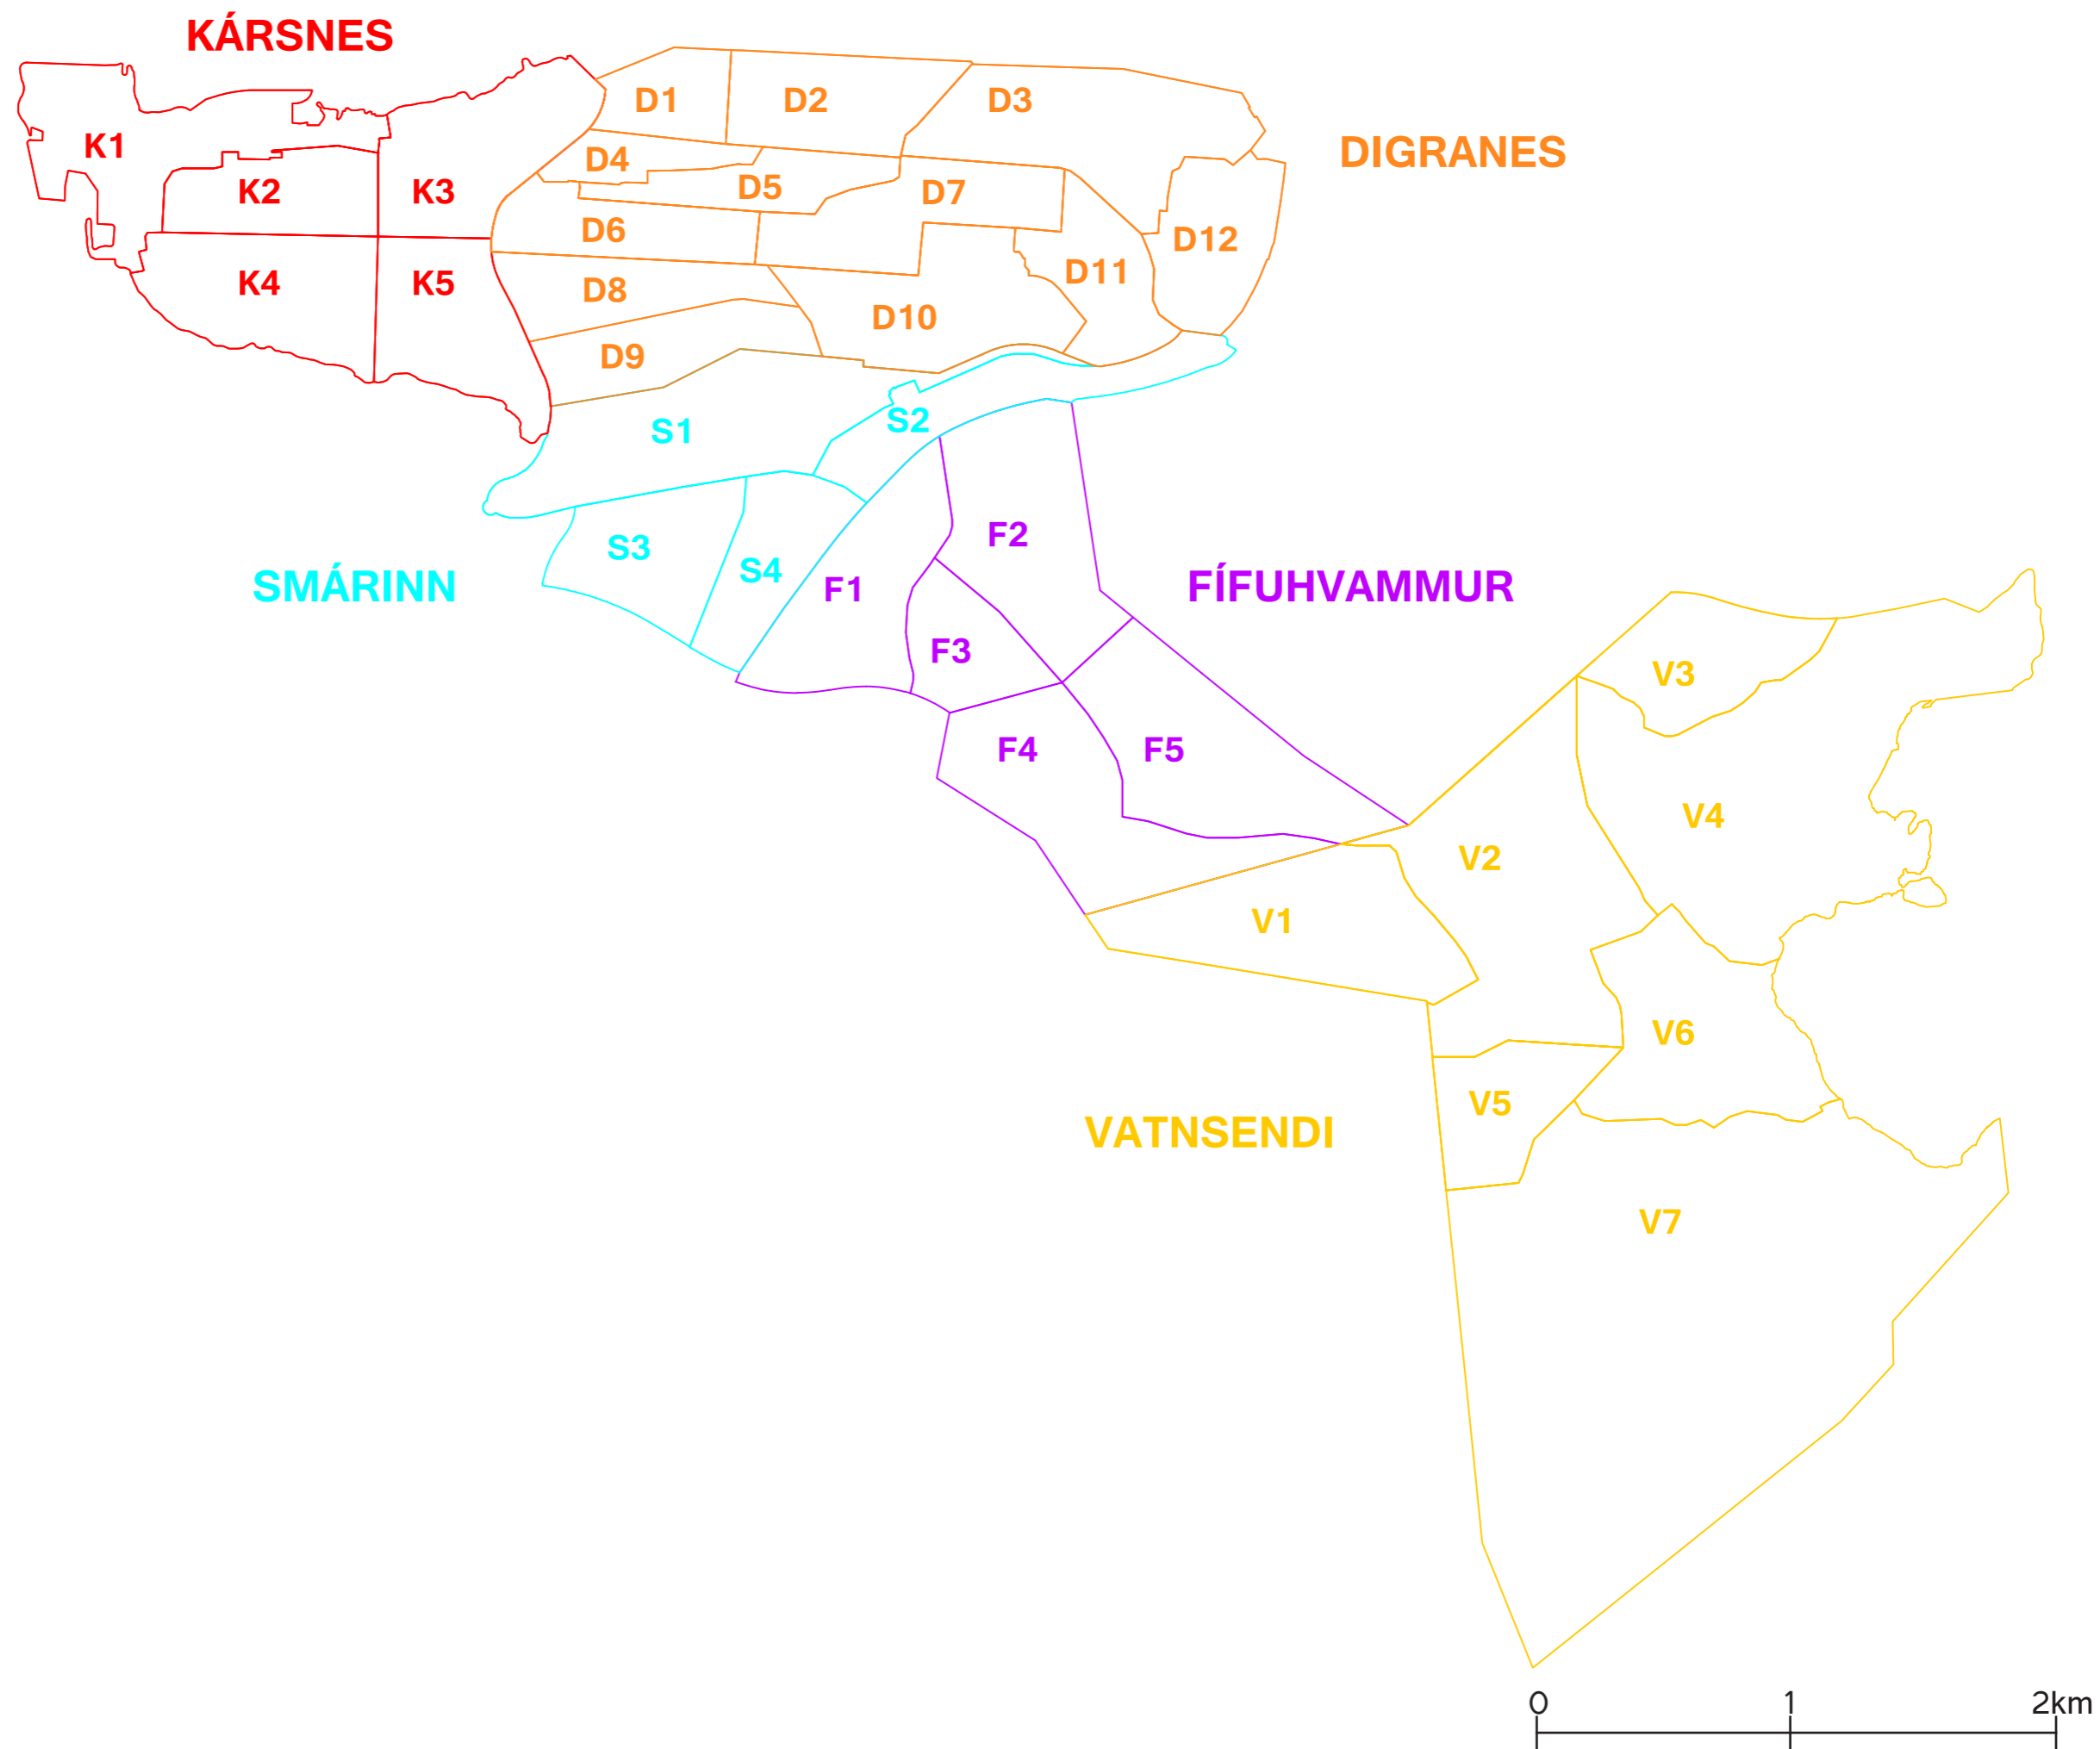 KÁRSNES
K1
K2
K3
K4
K5
DIGRANES
D1
D2
D3
D4
D5
D6
D7
D8
D9
D10
D11
D12
SMÁRINN
S1
S2
S3
S4
FÍFUHVAMMUR
F1
F2
F3
F4
F5
VATNSENDI
V1
V2
V3
V4
V5
V6
V7
0 1 2km